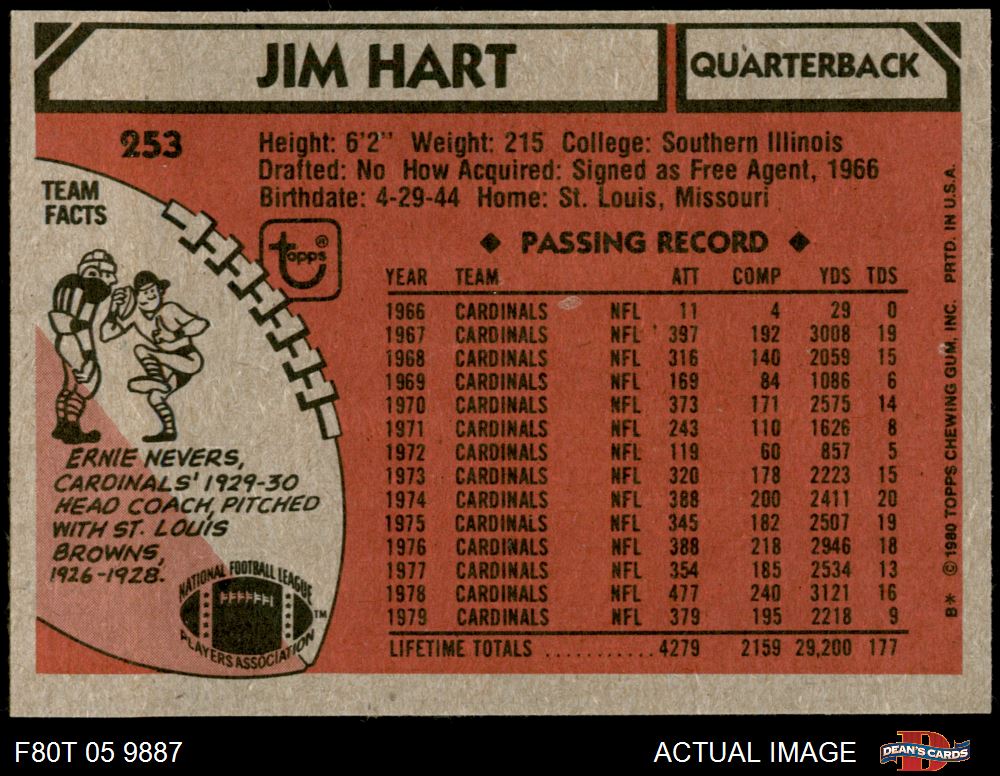 JIM HART
QUARTERBACK
253
Height: 6'2" Weight: 215 College: Southern Illinois
Drafted: No How Acquired: Signed as Free Agent, 1966
Birthdate: 4-29-44 Home: St. Louis, Missouri
TEAM
FACTS
topps®
◆ PASSING RECORD ◆
YEAR TEAM ATT COMP YDS TDS
1966 CARDINALS NFL 11 4 29 0
1967 CARDINALS NFL 397 192 3008 19
1968 CARDINALS NFL 316 140 2059 15
1969 CARDINALS NFL 169 84 1086 6
1970 CARDINALS NFL 373 171 2575 14
1971 CARDINALS NFL 243 110 1626 8
1972 CARDINALS NFL 119 60 857 5
1973 CARDINALS NFL 320 178 2223 15
1974 CARDINALS NFL 388 200 2411 20
1975 CARDINALS NFL 345 182 2507 19
1976 CARDINALS NFL 388 218 2946 18
1977 CARDINALS NFL 354 185 2534 13
1978 CARDINALS NFL 477 240 3121 16
1979 CARDINALS NFL 379 195 2218 9
LIFETIME TOTALS ........... 4279 2159 29,200 177
ERNIE NEVERS,
CARDINALS' 1929-30
HEAD COACH, PITCHED
WITH ST. LOUIS
BROWNS,
1926-1928.
NATIONAL FOOTBALL LEAGUE
PLAYERS ASSOCIATION
TM
B* ©1980 TOPPS CHEWING GUM, INC. PRTD. IN U.S.A.
F80T 05 9887
ACTUAL IMAGE
D
DEAN'S CARDS